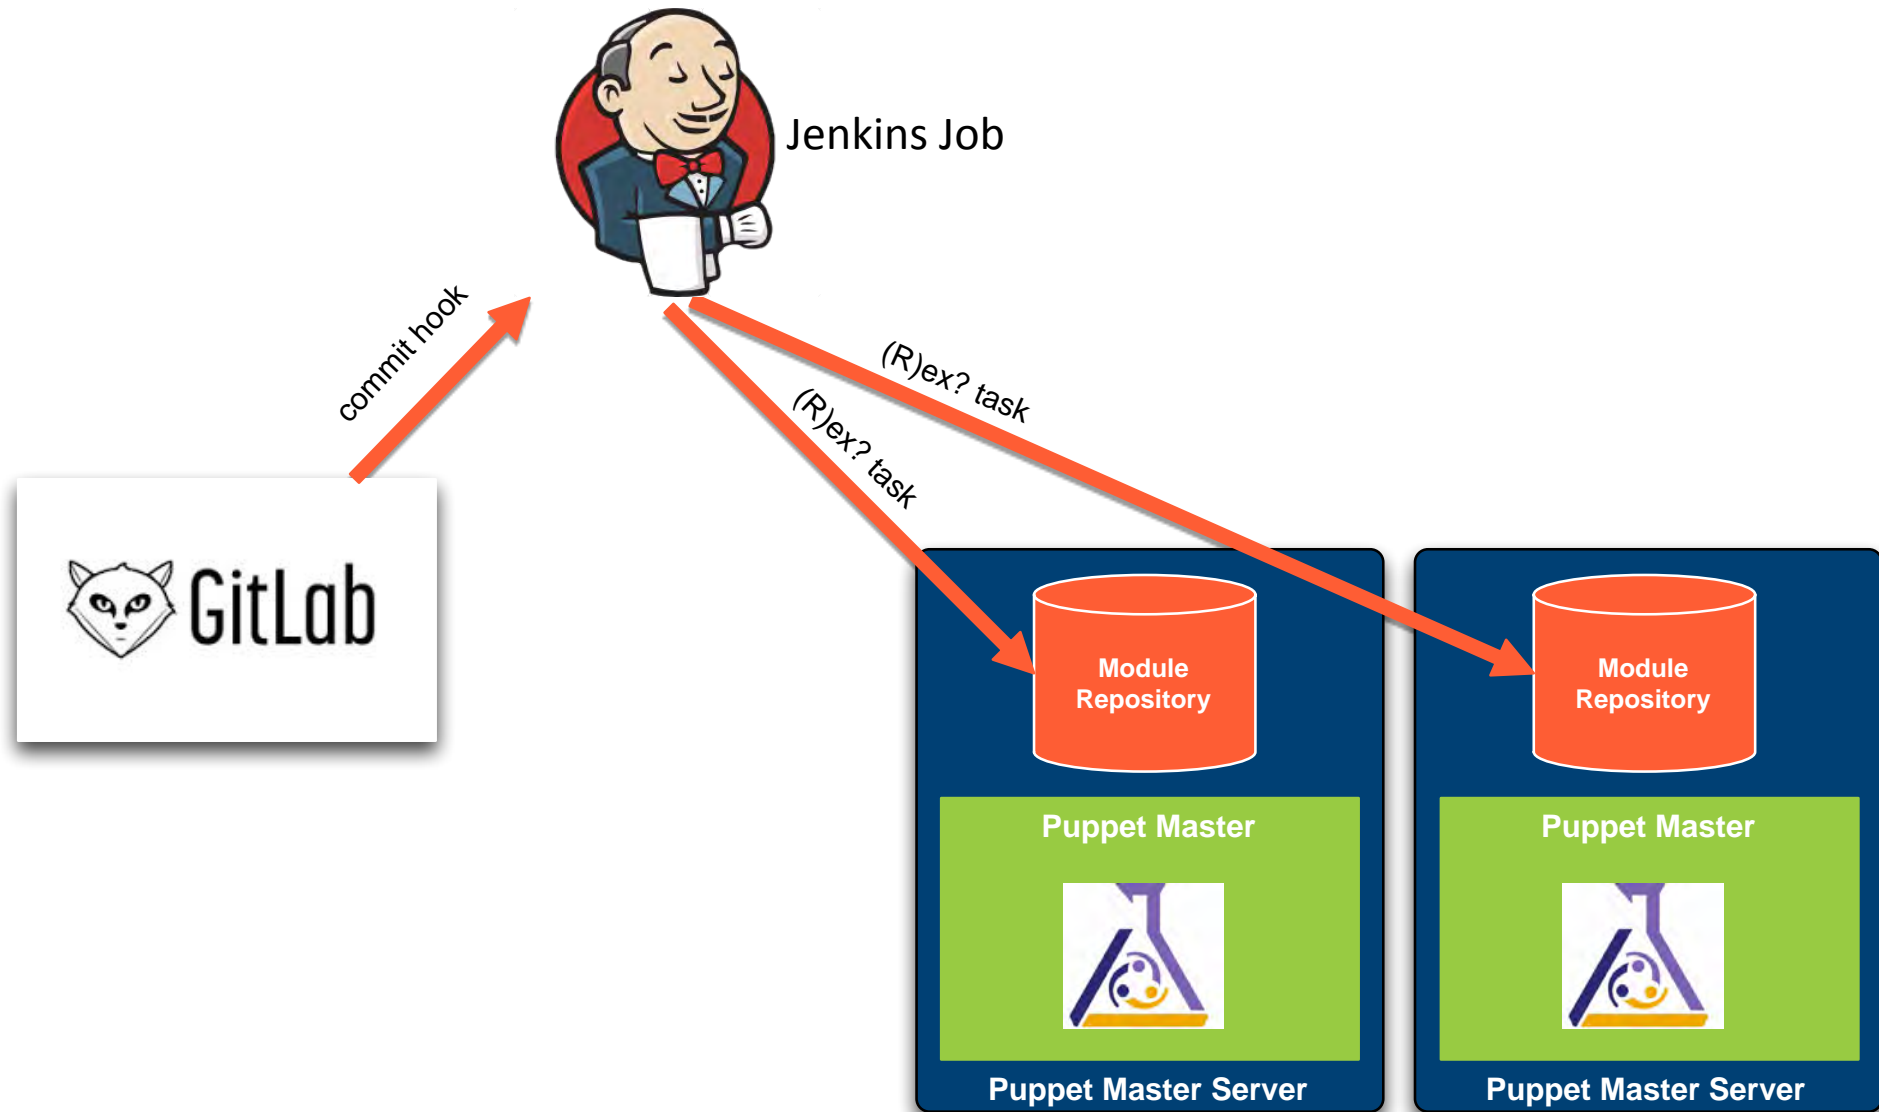 Jenkins Job
commit hook
(R)ex? task
(R)ex? task
GitLab
Module
Repository
Module
Repository
Puppet Master
Puppet Master
Puppet Master Server
Puppet Master Server